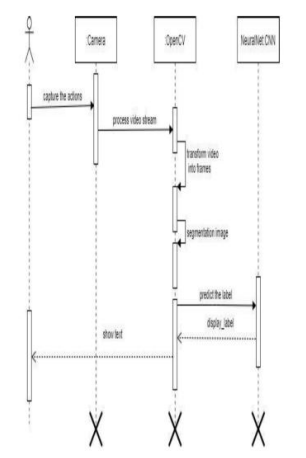 :Camera
:OpenCV
NeuralNet:CNN
capture the actions
process video stream
transform video
into frames
segmentation image
predict the label
display_label
show text